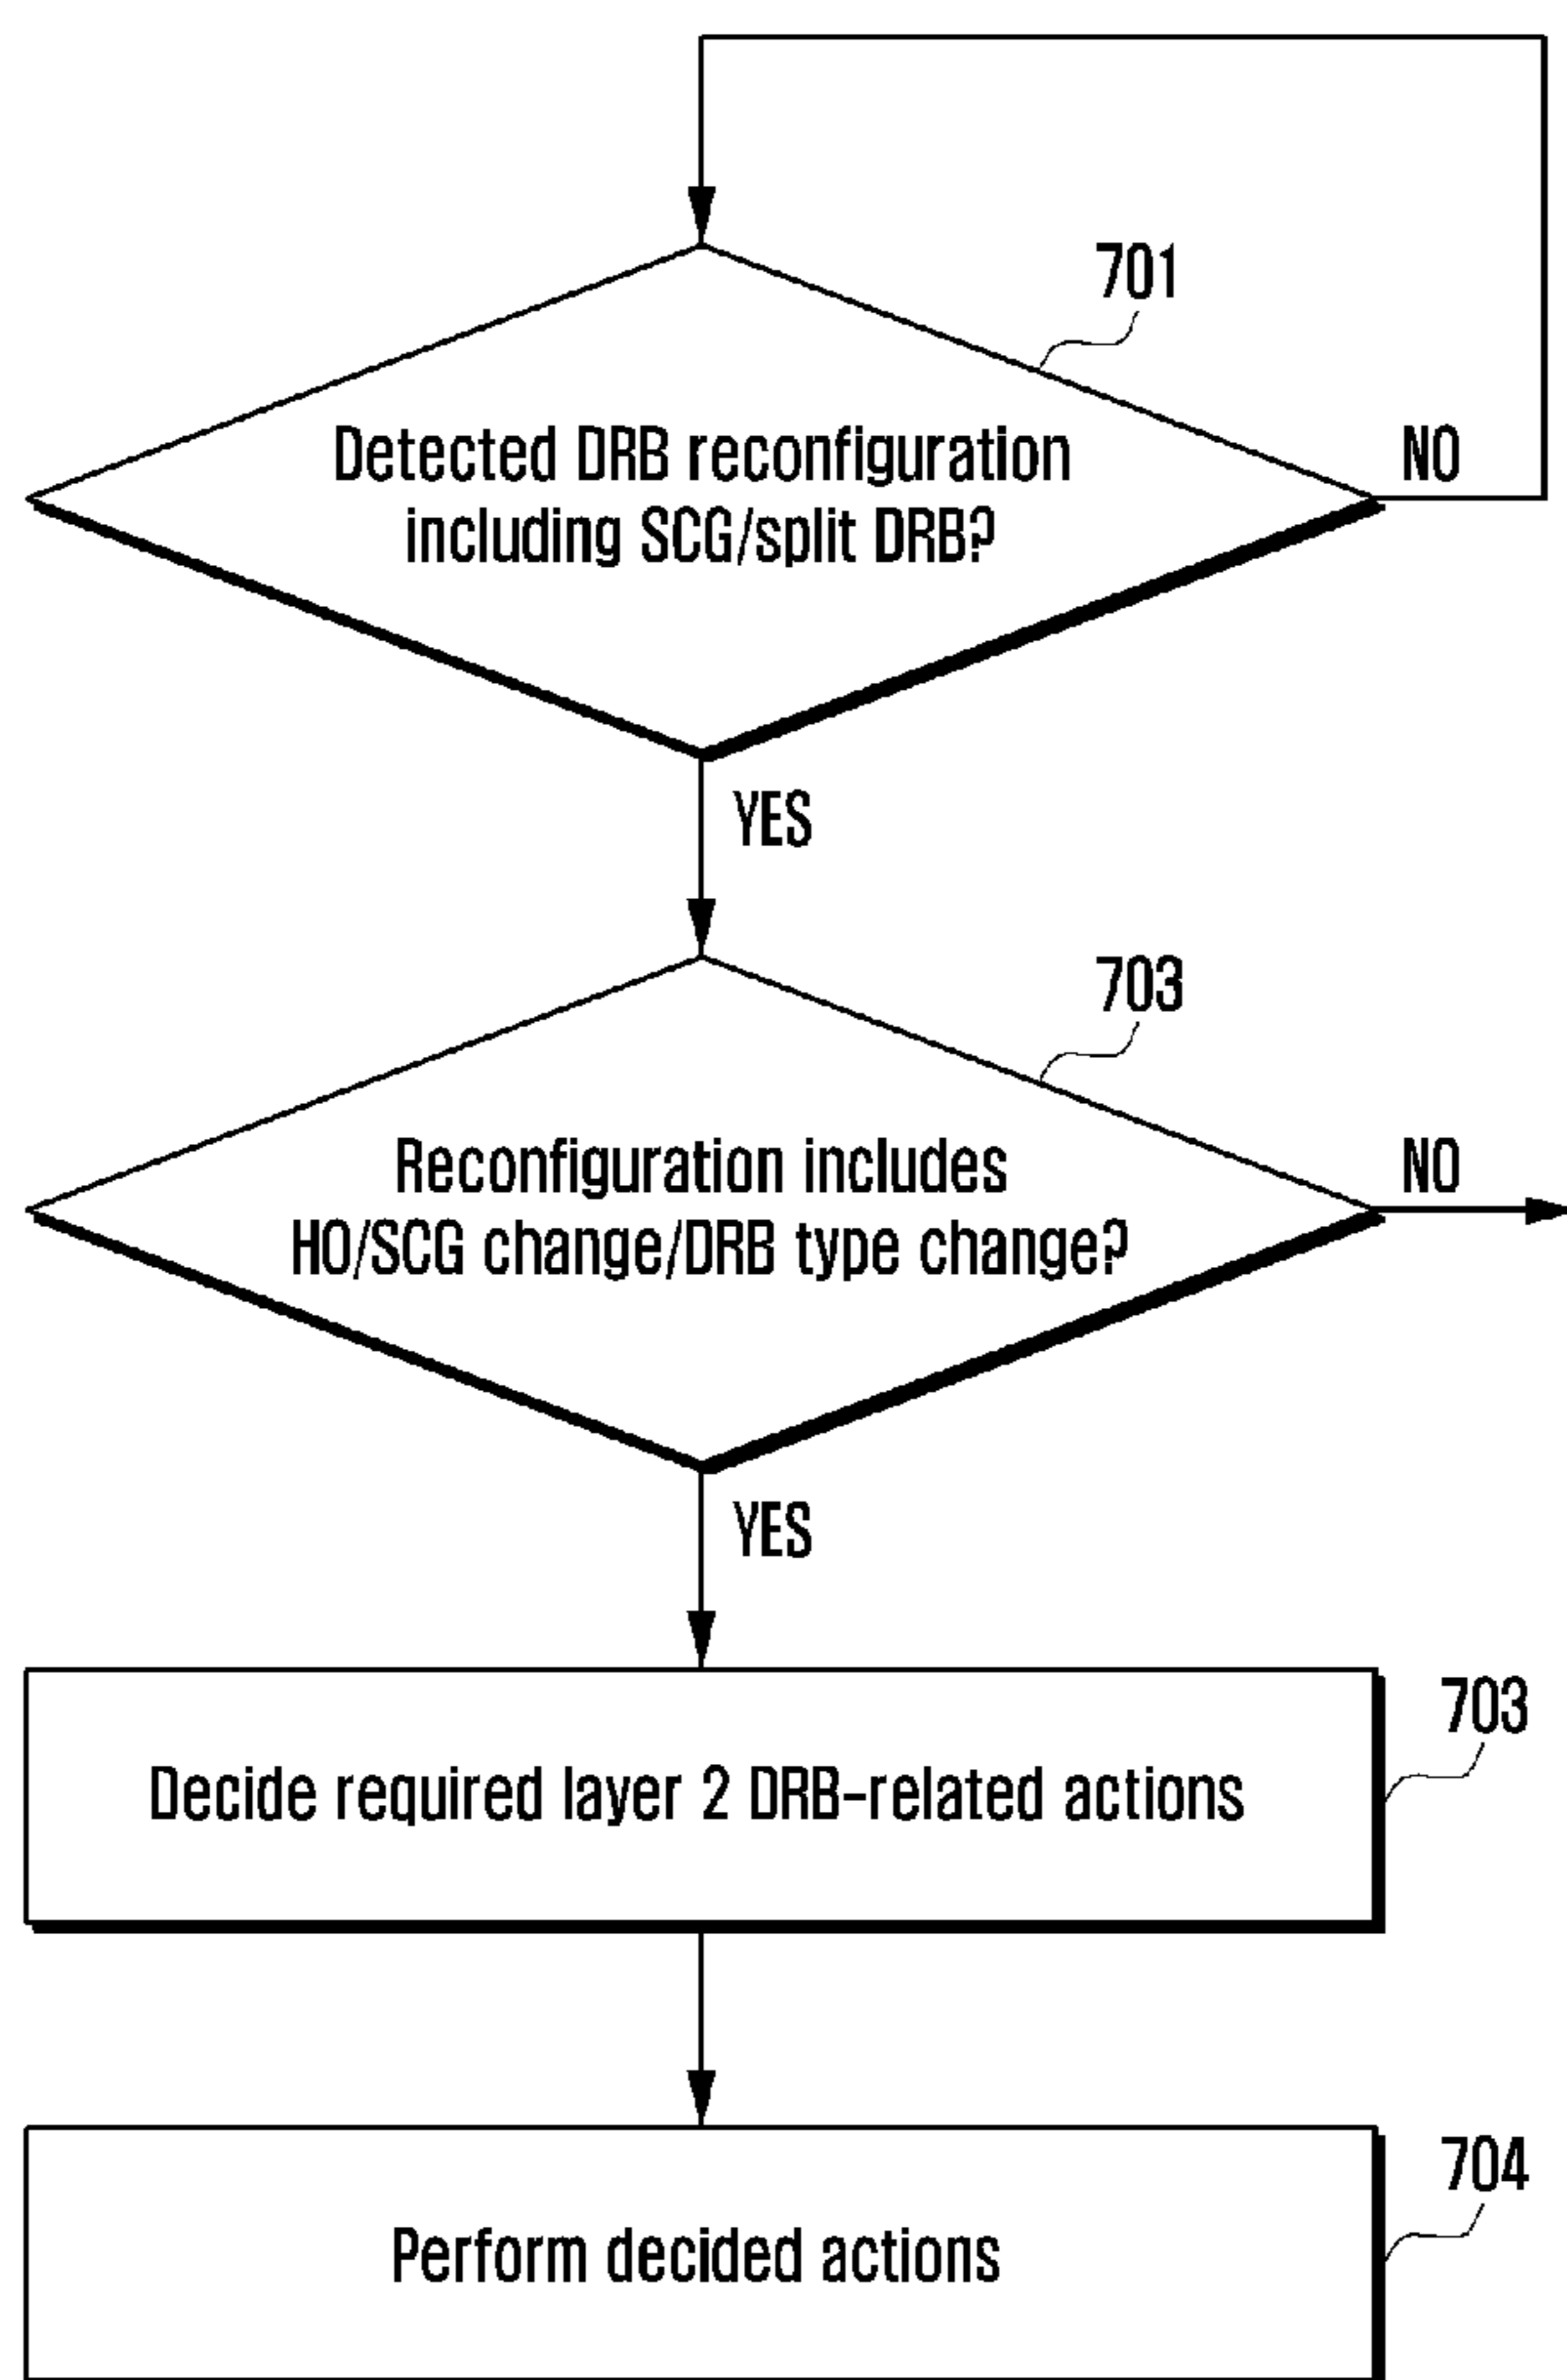 701
Detected DRB reconfiguration
including SCG/split DRB?
NO
YES
703
Reconfiguration includes
HO/SCG change/DRB type change?
NO
YES
703
Decide required layer 2 DRB-related actions
704
Perform decided actions